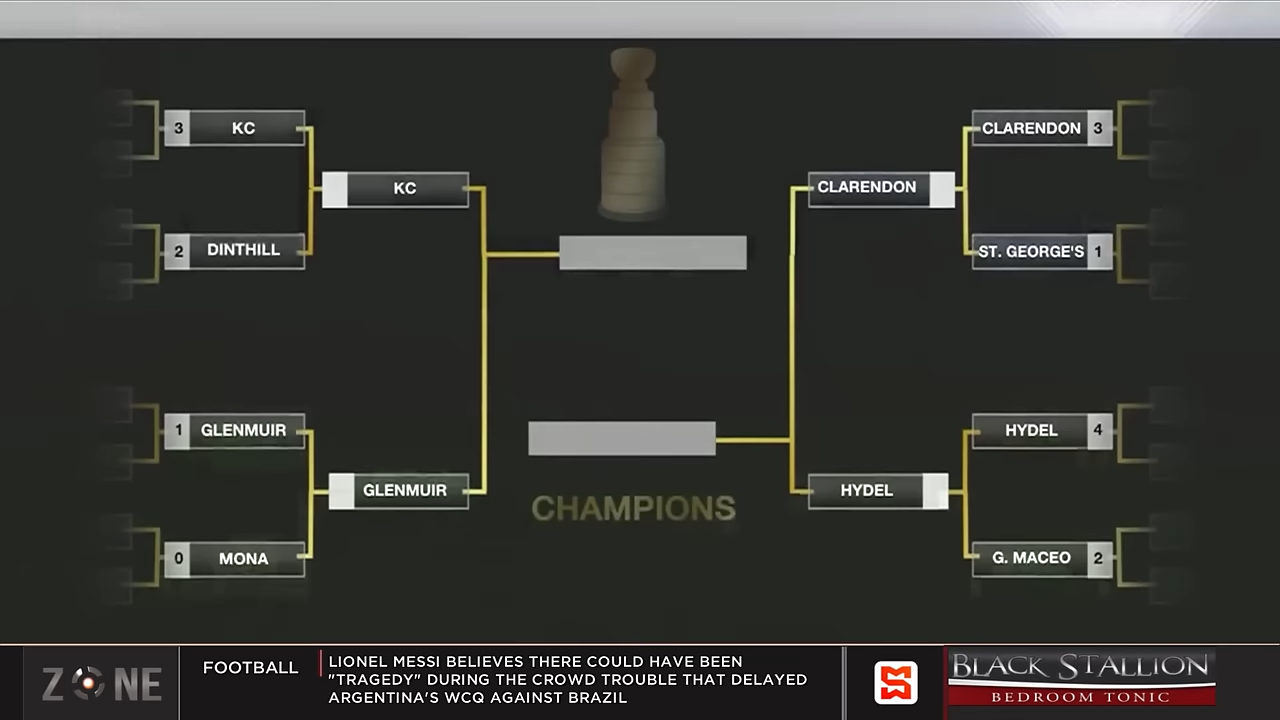 3 KC
KC
2 DINTHILL
1 GLENMUIR
GLENMUIR
0 MONA
CLARENDON 3
CLARENDON
ST. GEORGE'S 1
HYDEL 4
HYDEL
G. MACEO 2
CHAMPIONS
ZONE
FOOTBALL
LIONEL MESSI BELIEVES THERE COULD HAVE BEEN
"TRAGEDY" DURING THE CROWD TROUBLE THAT DELAYED
ARGENTINA'S WCQ AGAINST BRAZIL
BLACK STALLION
BEDROOM TONIC